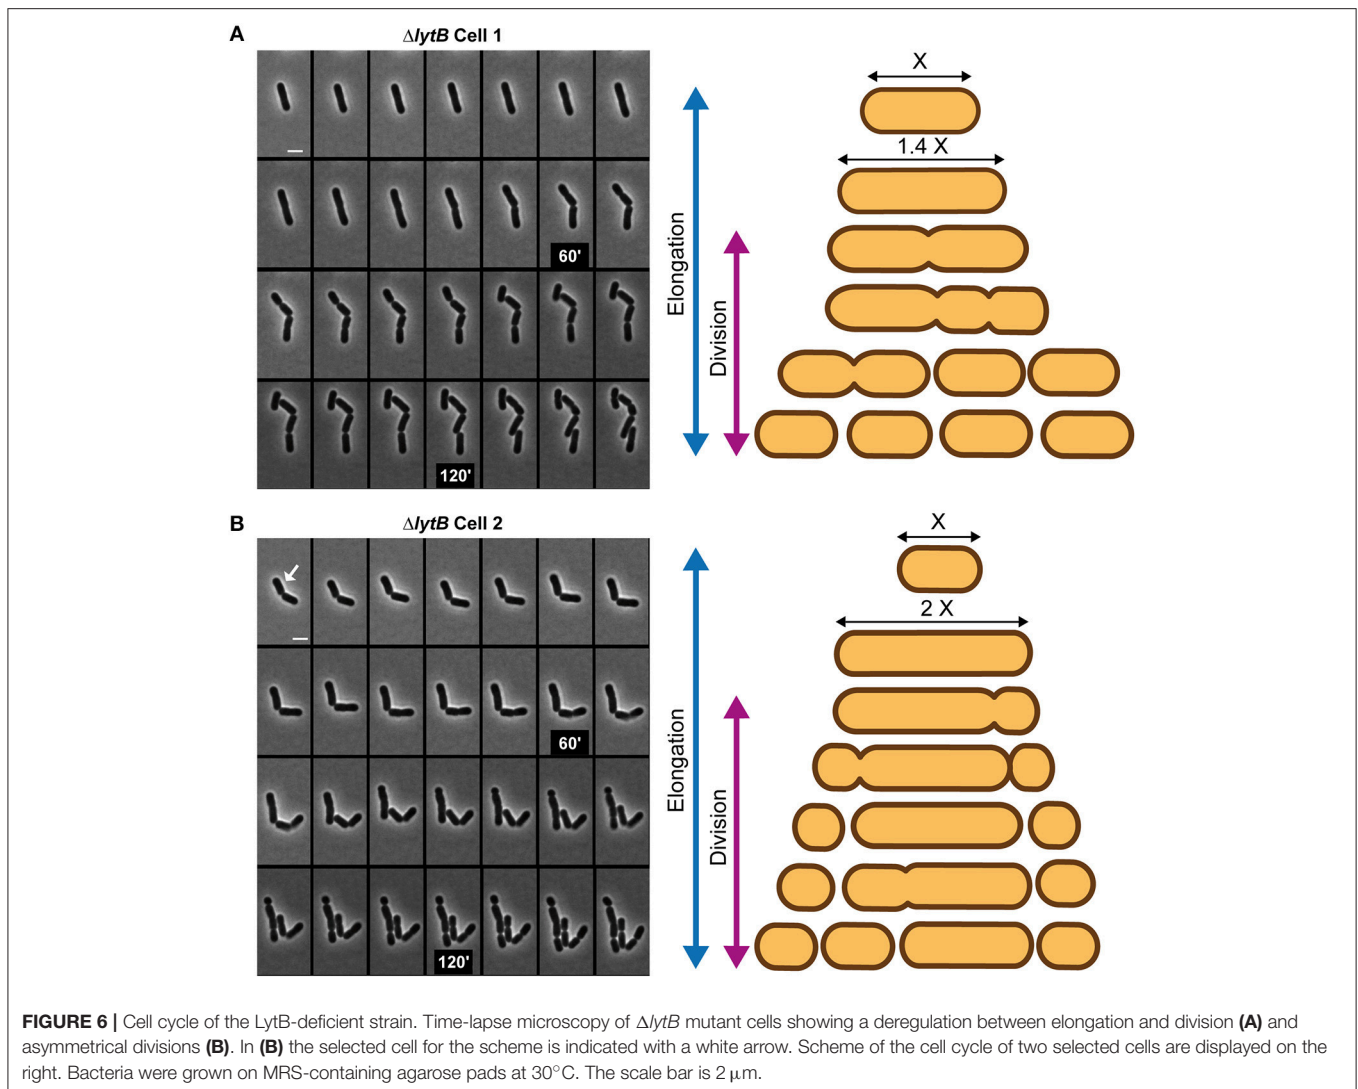 A
ΔlytB Cell 1
60'
120'
Elongation
Division
X
1.4 X
B
ΔlytB Cell 2
60'
120'
Elongation
Division
X
2 X
FIGURE 6 | Cell cycle of the LytB-deficient strain. Time-lapse microscopy of ΔlytB mutant cells showing a deregulation between elongation and division (A) and
asymmetrical divisions (B). In (B) the selected cell for the scheme is indicated with a white arrow. Scheme of the cell cycle of two selected cells are displayed on the
right. Bacteria were grown on MRS-containing agarose pads at 30°C. The scale bar is 2 μm.